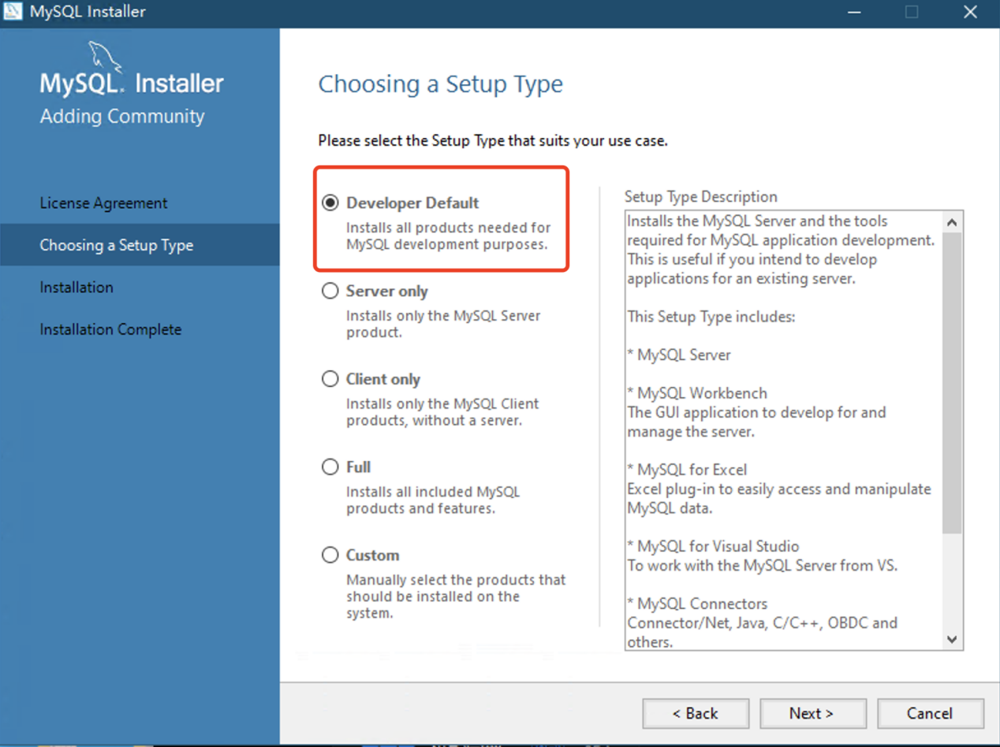 MySQL Installer
MySQL. Installer
Adding Community
License Agreement
Choosing a Setup Type
Installation
Installation Complete
Choosing a Setup Type
Please select the Setup Type that suits your use case.
Developer Default
Installs all products needed for
MySQL development purposes.
Server only
Installs only the MySQL Server
product.
Client only
Installs only the MySQL Client
products, without a server.
Full
Installs all included MySQL
products and features.
Custom
Manually select the products that
should be installed on the
system.
Setup Type Description
Installs the MySQL Server and the tools
required for MySQL application development.
This is useful if you intend to develop
applications for an existing server.
This Setup Type includes:
* MySQL Server
* MySQL Workbench
The GUI application to develop for and
manage the server.
* MySQL for Excel
Excel plug-in to easily access and manipulate
MySQL data.
* MySQL for Visual Studio
To work with the MySQL Server from VS.
* MySQL Connectors
Connector/Net, Java, C/C++, OBDC and
others.
< Back
Next >
Cancel